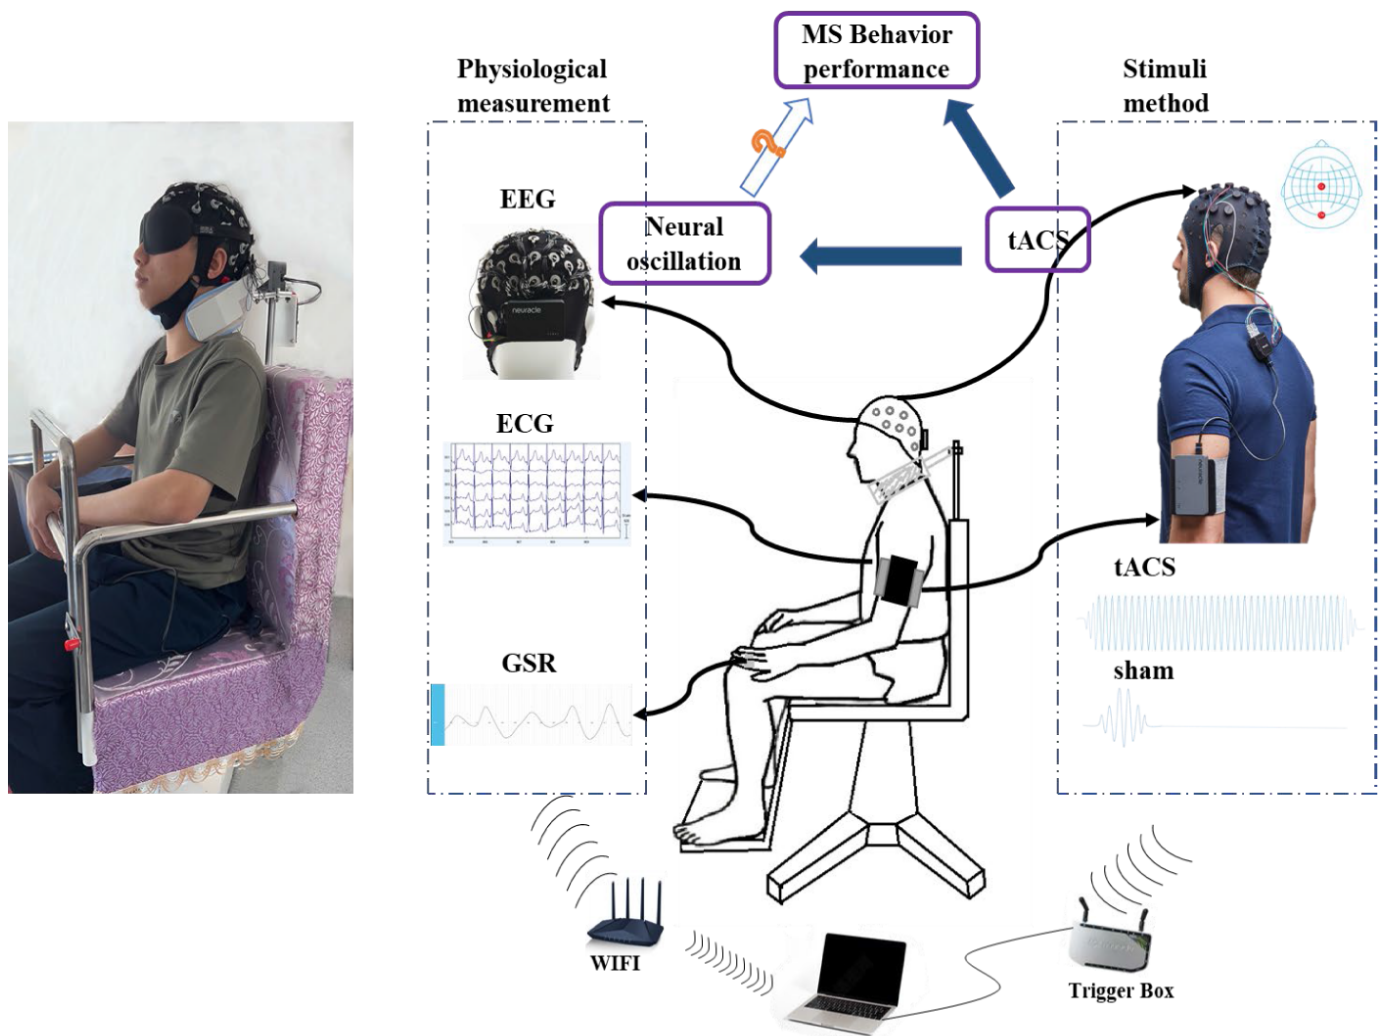 MS Behavior
performance
Physiological
measurement
Stimuli
method
EEG
Neural
oscillation
tACS
neuracle
ECG
tACS
GSR
sham
WIFI
Trigger Box